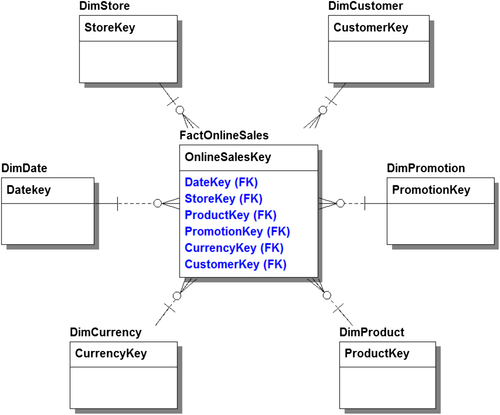 DimStore
StoreKey
DimCustomer
CustomerKey
FactOnlineSales
OnlineSalesKey
DateKey (FK)
StoreKey (FK)
ProductKey (FK)
PromotionKey (FK)
CurrencyKey (FK)
CustomerKey (FK)
DimDate
Datekey
DimPromotion
PromotionKey
DimCurrency
CurrencyKey
DimProduct
ProductKey